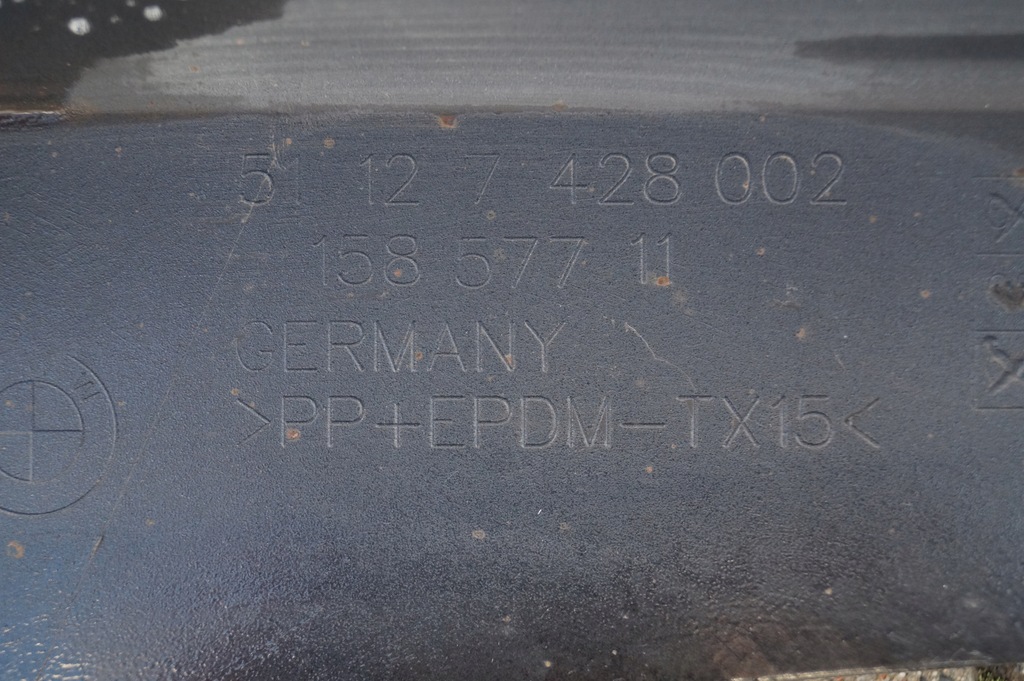 51 12 7 428 002
158 577 11
GERMANY
>PP+EPDM-TX15<